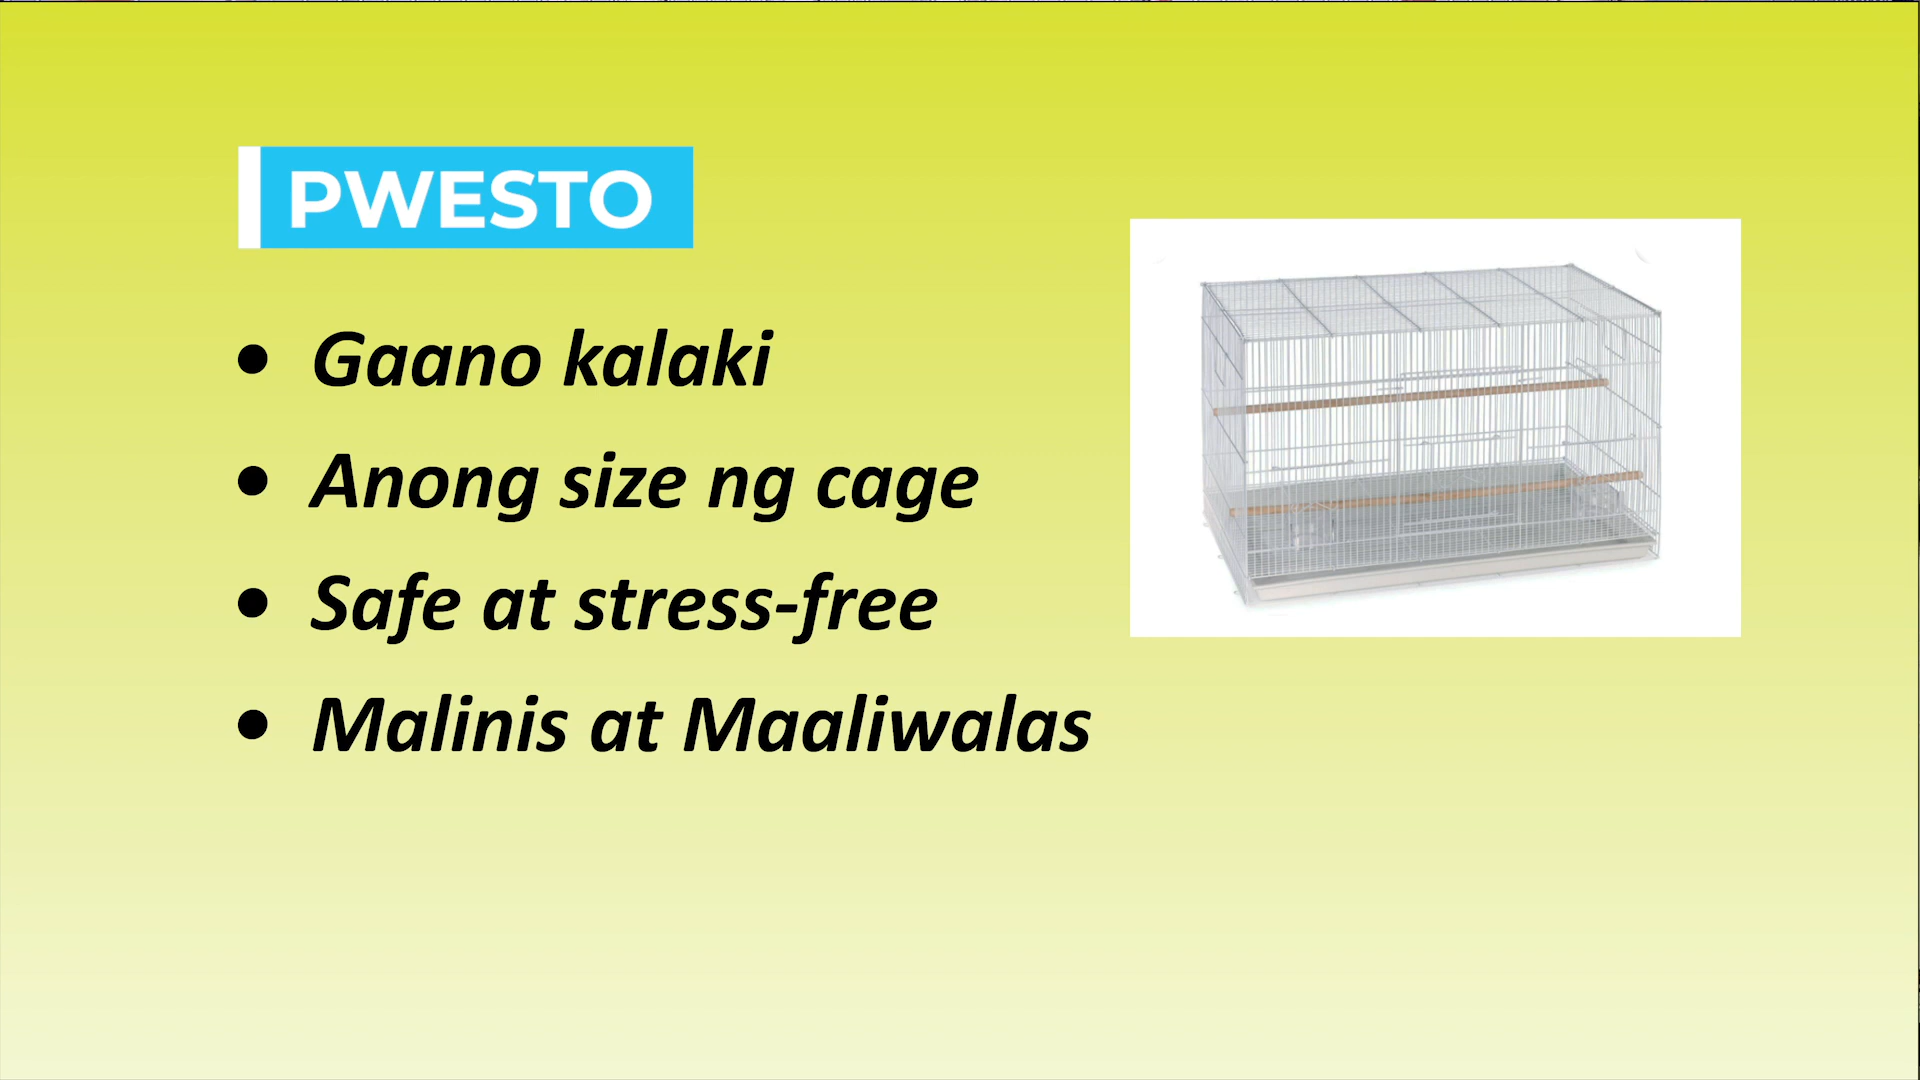 PWESTO
• Gaano kalaki
• Anong size ng cage
• Safe at stress-free
• Malinis at Maaliwalas